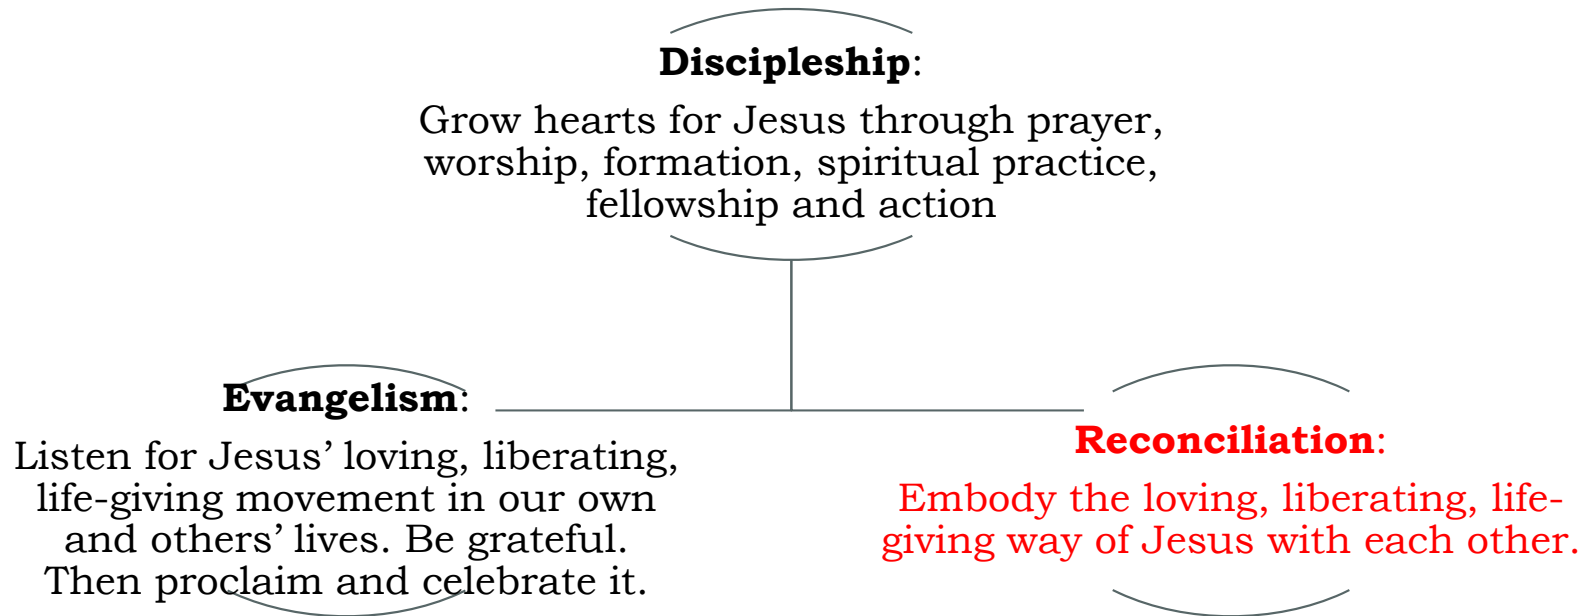 Discipleship:
Grow hearts for Jesus through prayer,
worship, formation, spiritual practice,
fellowship and action
Evangelism:
Listen for Jesus’ loving, liberating,
life-giving movement in our own
and others’ lives. Be grateful.
Then proclaim and celebrate it.
Reconciliation:
Embody the loving, liberating, life-
giving way of Jesus with each other.